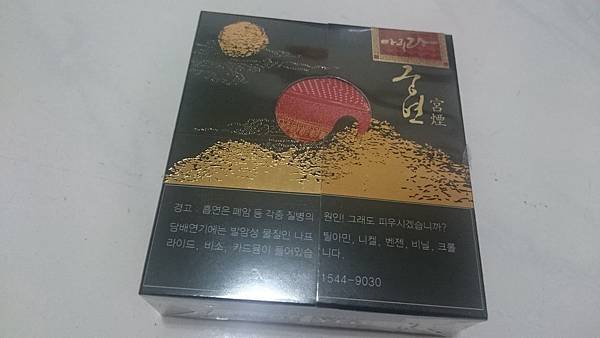 아리랑
궁연
宮煙
경고 : 흡연은 폐암 등 각종 질병의 원인! 그래도 피우시겠습니까?
담배연기에는 발암성 물질인 나프틸아민, 니켈, 벤젠, 비닐, 크롤
라이드, 비소, 카드뮴이 들어있습니다.
1544-9030